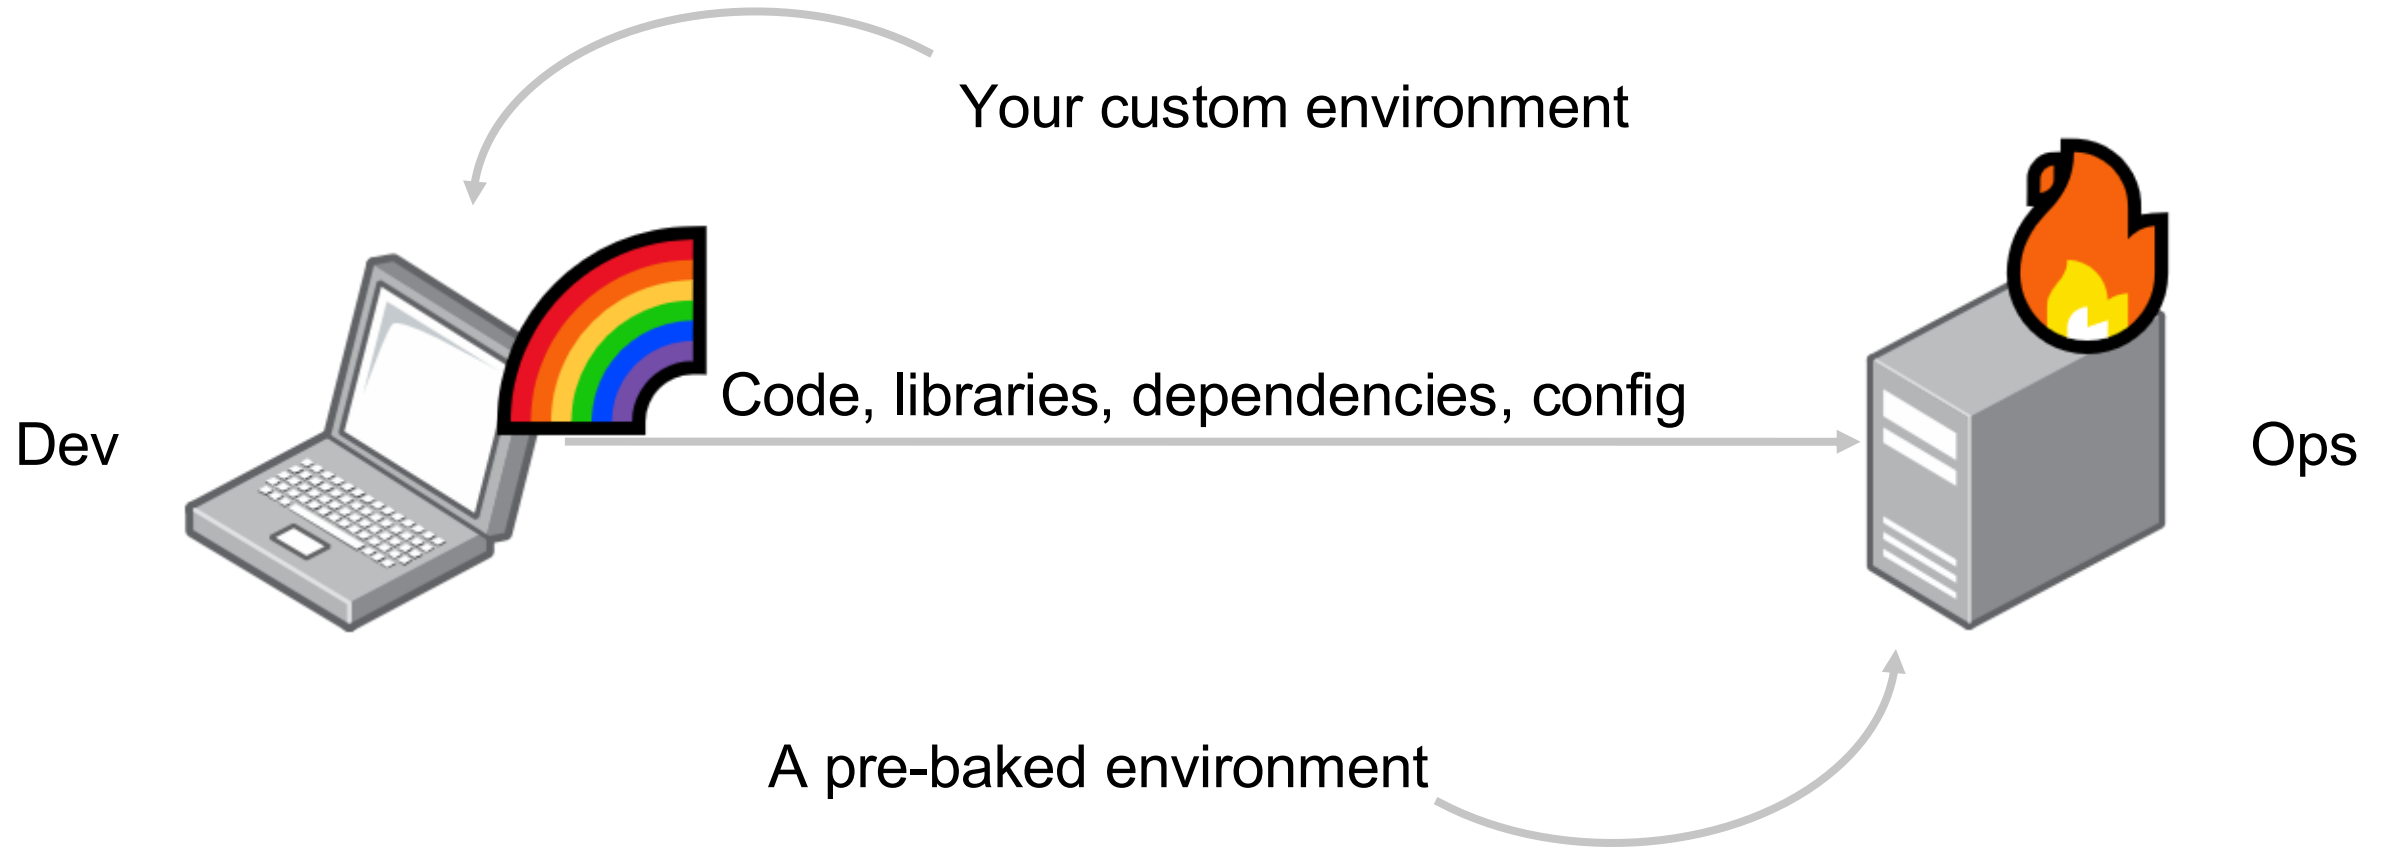 Your custom environment
Code, libraries, dependencies, config
Dev
Ops
A pre-baked environment